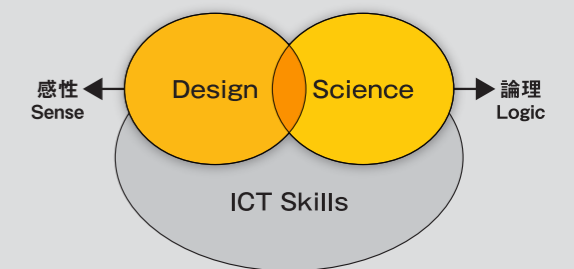 感性
Sense
Design
Science
論理
Logic
ICT Skills